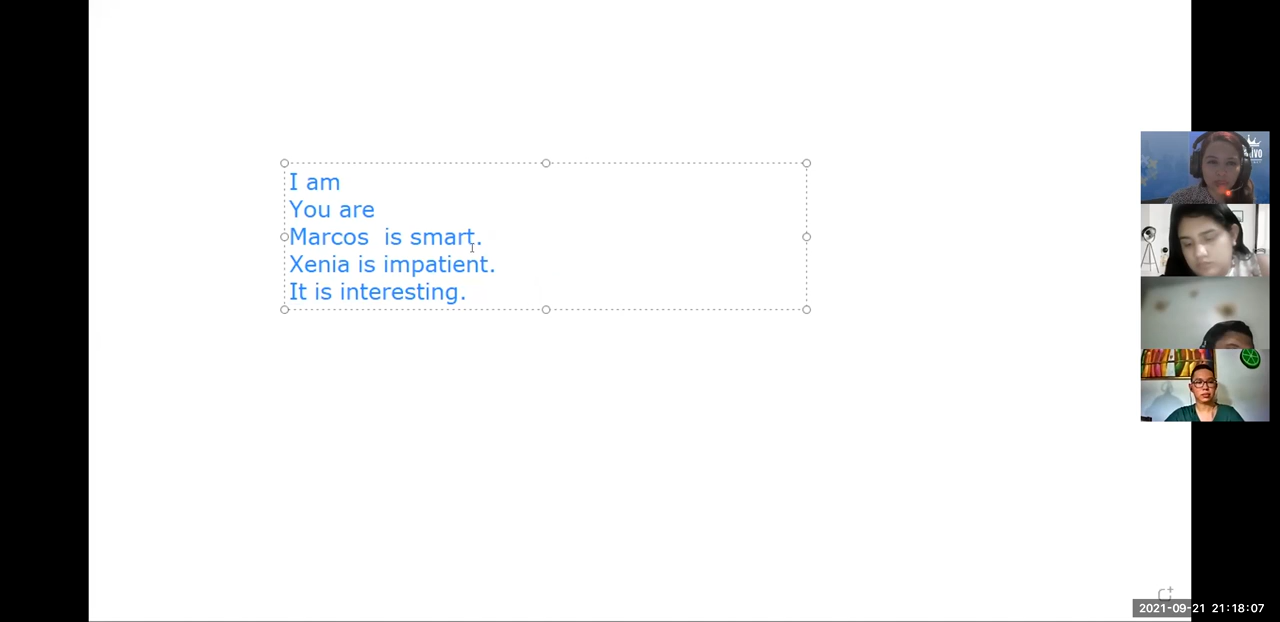 I am
You are
Marcos  is smart.
Xenia is impatient.
It is interesting.
2021-09-21 21:18:07